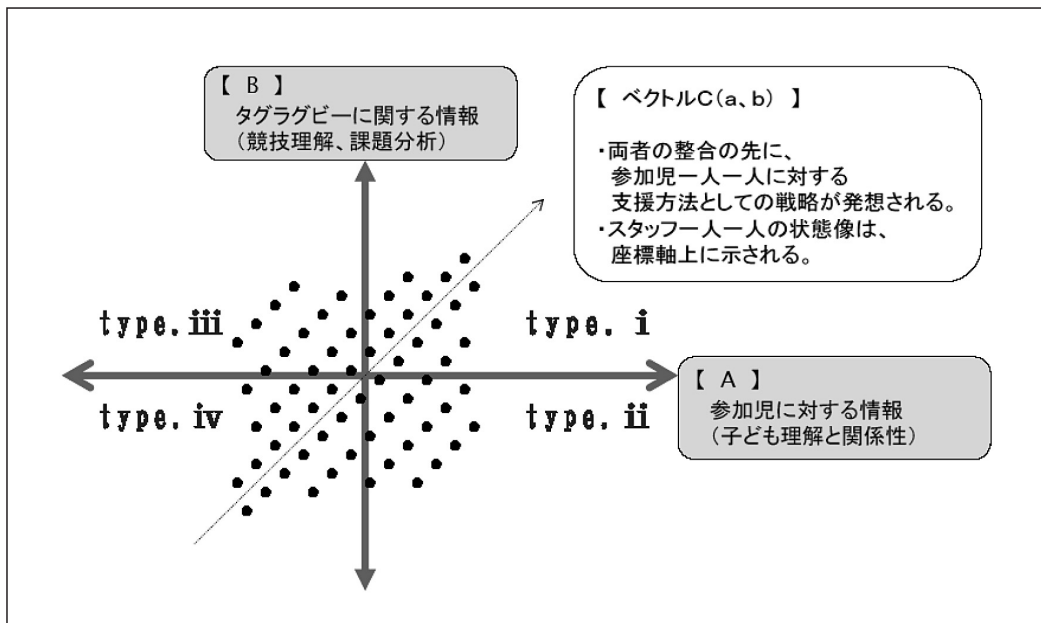 【 B 】
タグラグビーに関する情報
(競技理解、課題分析)
【 ベクトルC(a、b) 】
・両者の整合の先に、
参加児一人一人に対する
支援方法としての戦略が発想される。
・スタッフ一人一人の状態像は、
座標軸上に示される。
type. iii
type. i
type. iv
type. ii
【 A 】
参加児に対する情報
(子ども理解と関係性)